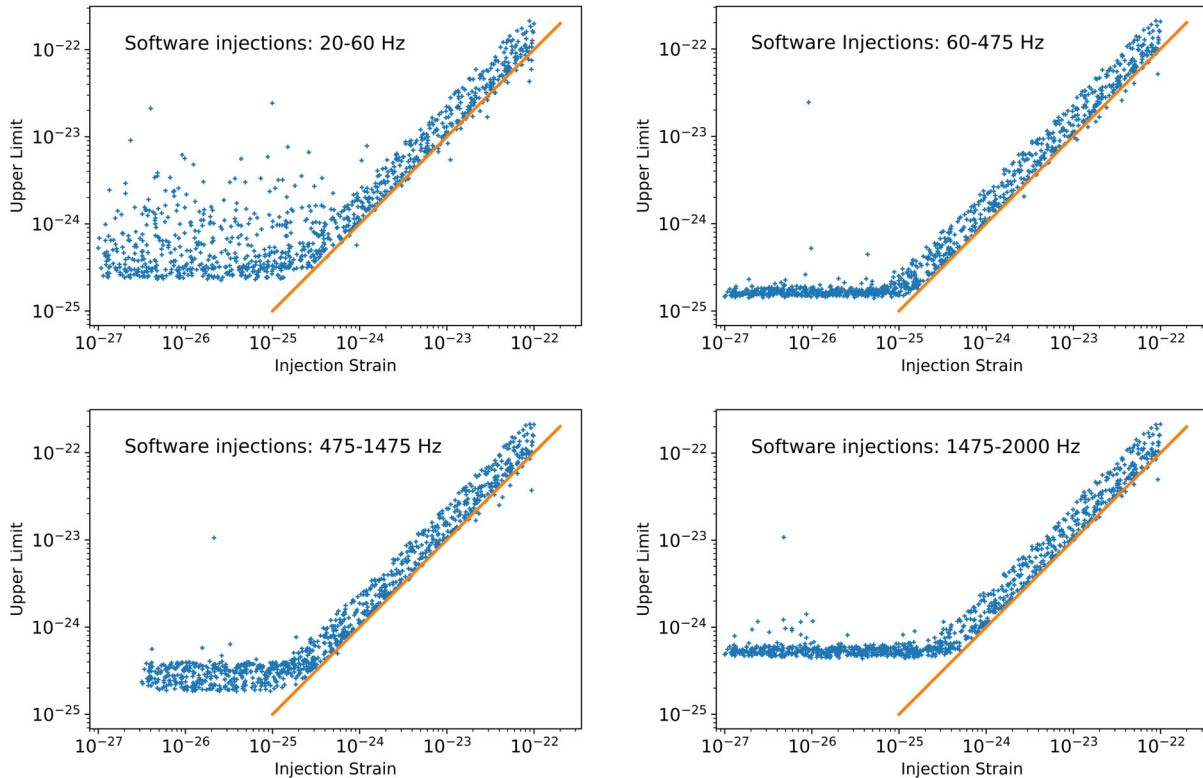 Software injections: 20-60 Hz
Upper Limit
10⁻²²
10⁻²³
10⁻²⁴
10⁻²⁵
10⁻²⁷ 10⁻²⁶ 10⁻²⁵ 10⁻²⁴ 10⁻²³ 10⁻²²
Injection Strain
Software Injections: 60-475 Hz
Upper Limit
10⁻²²
10⁻²³
10⁻²⁴
10⁻²⁵
10⁻²⁷ 10⁻²⁶ 10⁻²⁵ 10⁻²⁴ 10⁻²³ 10⁻²²
Injection Strain
Software injections: 475-1475 Hz
Upper Limit
10⁻²²
10⁻²³
10⁻²⁴
10⁻²⁵
10⁻²⁷ 10⁻²⁶ 10⁻²⁵ 10⁻²⁴ 10⁻²³ 10⁻²²
Injection Strain
Software injections: 1475-2000 Hz
Upper Limit
10⁻²²
10⁻²³
10⁻²⁴
10⁻²⁵
10⁻²⁷ 10⁻²⁶ 10⁻²⁵ 10⁻²⁴ 10⁻²³ 10⁻²²
Injection Strain